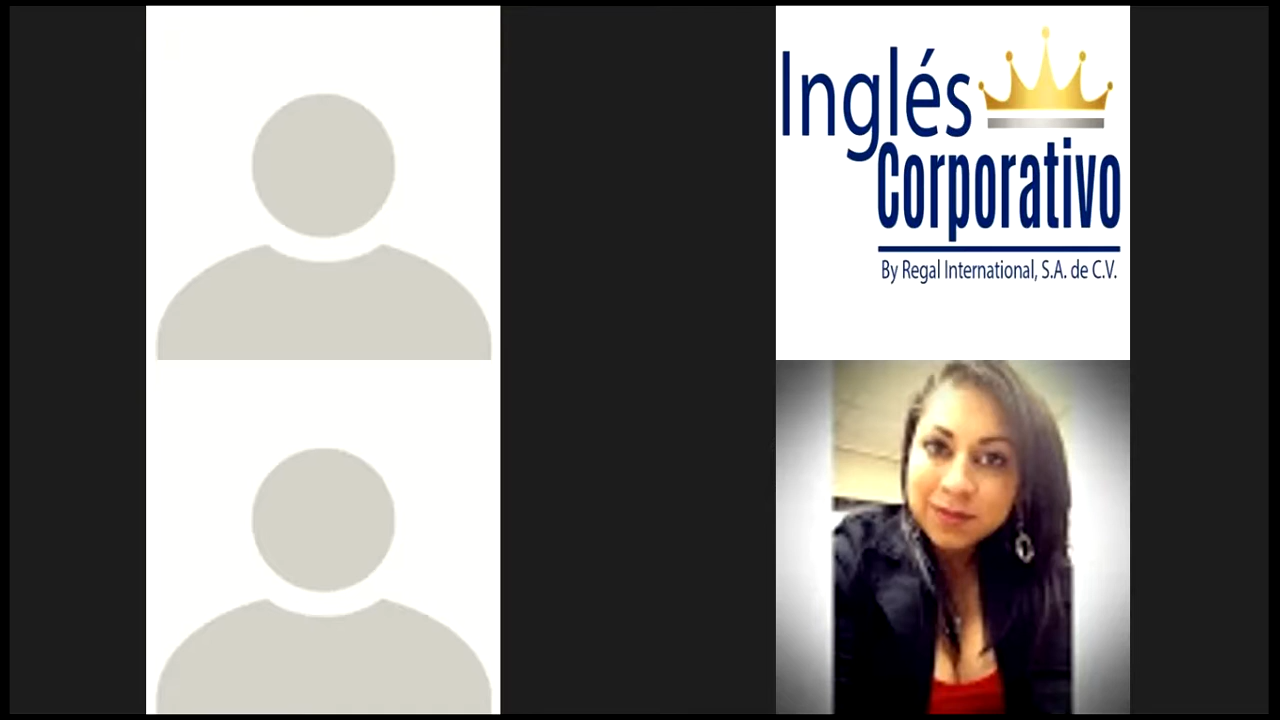 Inglés
Corporativo
By Regal International, S.A. de C.V.